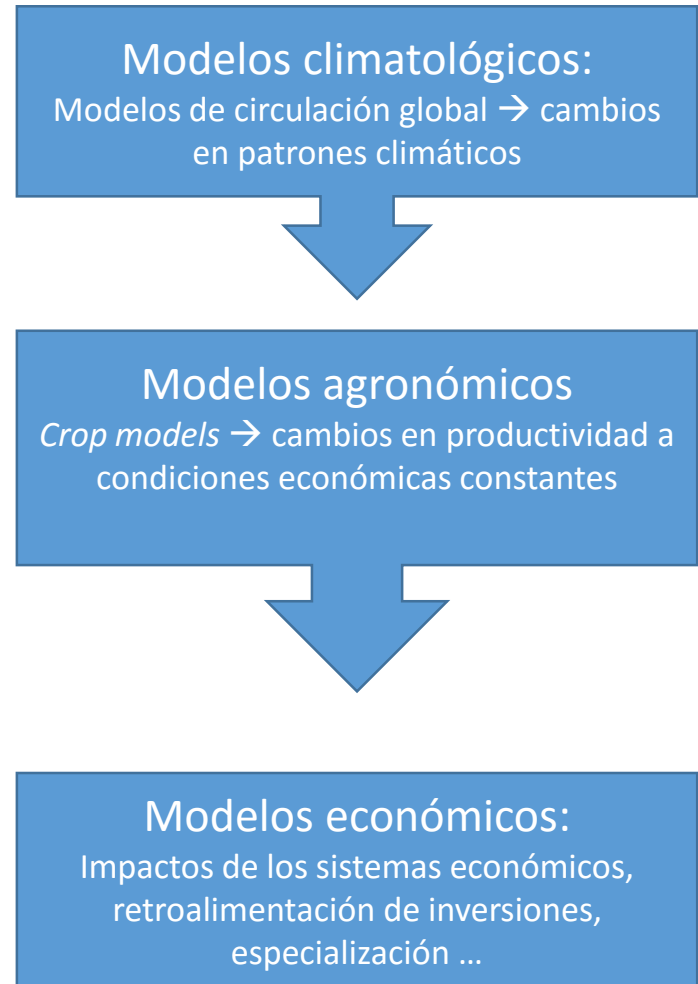 Modelos climatológicos:
Modelos de circulación global → cambios
en patrones climáticos
Modelos agronómicos
Crop models → cambios en productividad a
condiciones económicas constantes
Modelos económicos:
Impactos de los sistemas económicos,
retroalimentación de inversiones,
especialización ...